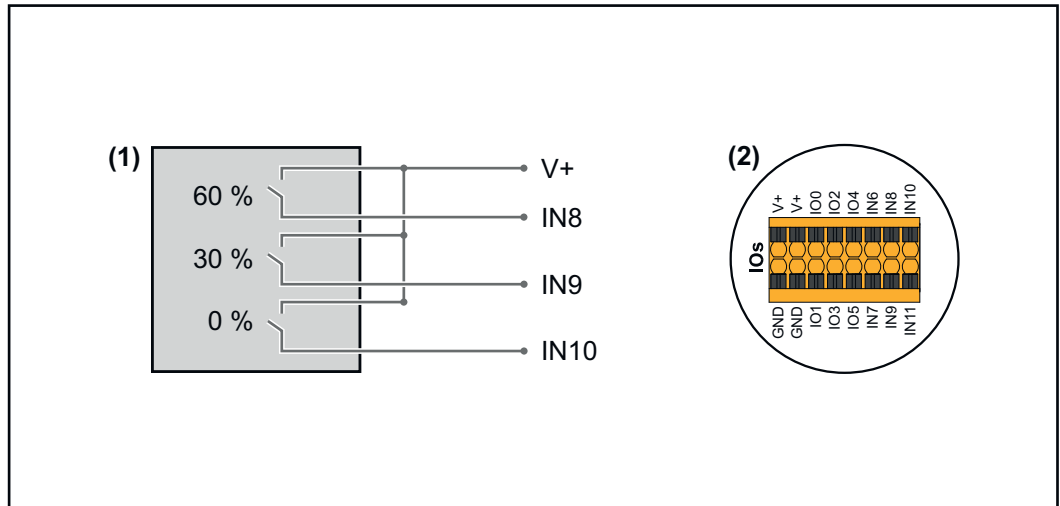 (1)
60 %
30 %
0 %
V+
IN8
IN9
IN10
(2)
V+ V+ IO0 IO2 IO4 IN6 IN8 IN10
IOs
GND GND IO1 IO3 IO5 IN7 IN9 IN11